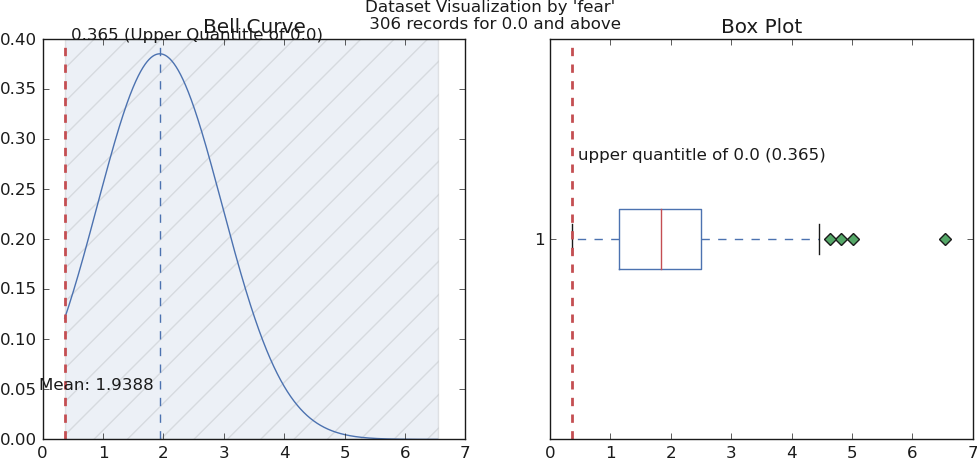 Dataset Visualization by 'fear'
306 records for 0.0 and above
Bell Curve
0.365 (Upper Quantitle of 0.0)
0.40
0.35
0.30
0.25
0.20
0.15
0.10
0.05
0.00
Mean: 1.9388
0 1 2 3 4 5 6 7
Box Plot
upper quantitle of 0.0 (0.365)
1
0 1 2 3 4 5 6 7